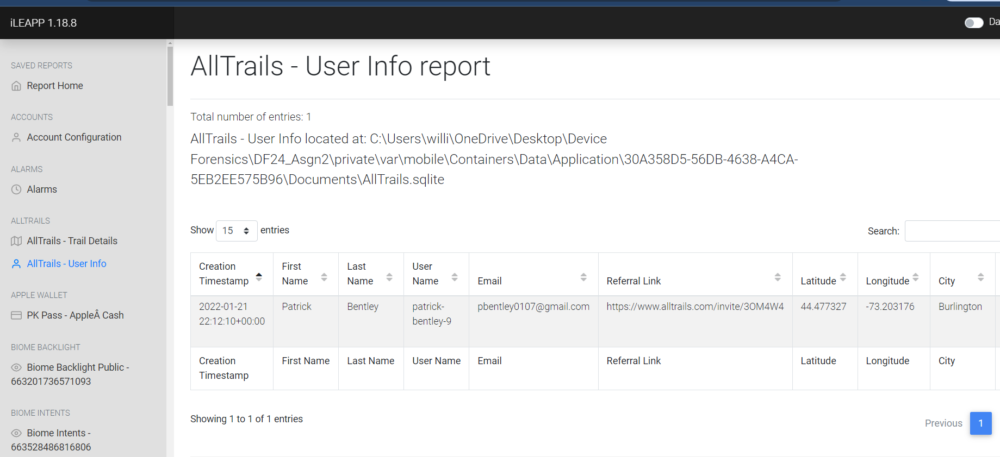 iLEAPP 1.18.8
Da
SAVED REPORTS
Report Home
ACCOUNTS
Account Configuration
ALARMS
Alarms
ALLTRAILS
AllTrails - Trail Details
AllTrails - User Info
APPLE WALLET
PK Pass - AppleÂ Cash
BIOME BACKLIGHT
Biome Backlight Public -
663201736571093
BIOME INTENTS
Biome Intents -
663528486816806
AllTrails - User Info report
Total number of entries: 1
AllTrails - User Info located at: C:\Users\willi\OneDrive\Desktop\Device
Forensics\DF24_Asgn2\private\var\mobile\Containers\Data\Application\30A358D5-56DB-4638-A4CA-
5EB2EE575B96\Documents\AllTrails.sqlite
Show 15 entries
Search:
Creation Timestamp First Name Last Name User Name Email Referral Link Latitude Longitude City
2022-01-21 22:12:10+00:00 Patrick Bentley patrick-bentley-9 pbentley0107@gmail.com https://www.alltrails.com/invite/3OM4W4 44.477327 -73.203176 Burlington
Creation Timestamp First Name Last Name User Name Email Referral Link Latitude Longitude City
Showing 1 to 1 of 1 entries
Previous 1